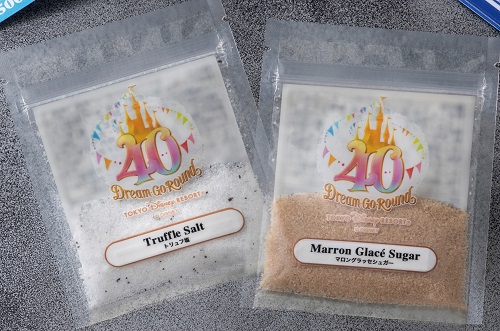 40
Dream-Go-Round
TOKYO Disney RESORT
Truffle Salt
トリュフ塩
40
Dream-Go-Round
TOKYO Disney RESORT
Marron Glacé Sugar
マロングラッセシュガー